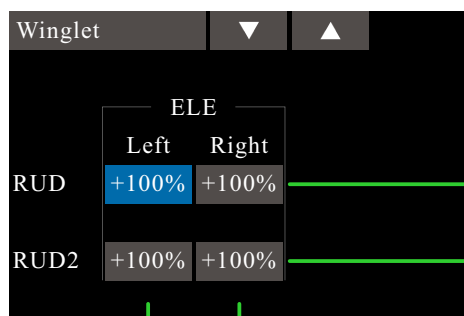 Winglet ▼ ▲
ELE
Left Right
RUD +100% +100%
RUD2 +100% +100%